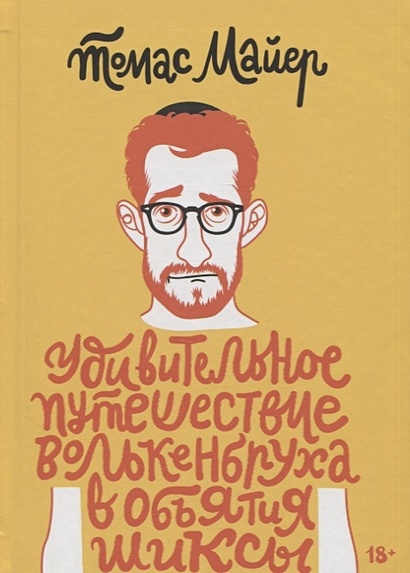 Томас Майер
Удивительное
путешествие
Волькенбруха
в объятия
шиксы
18+